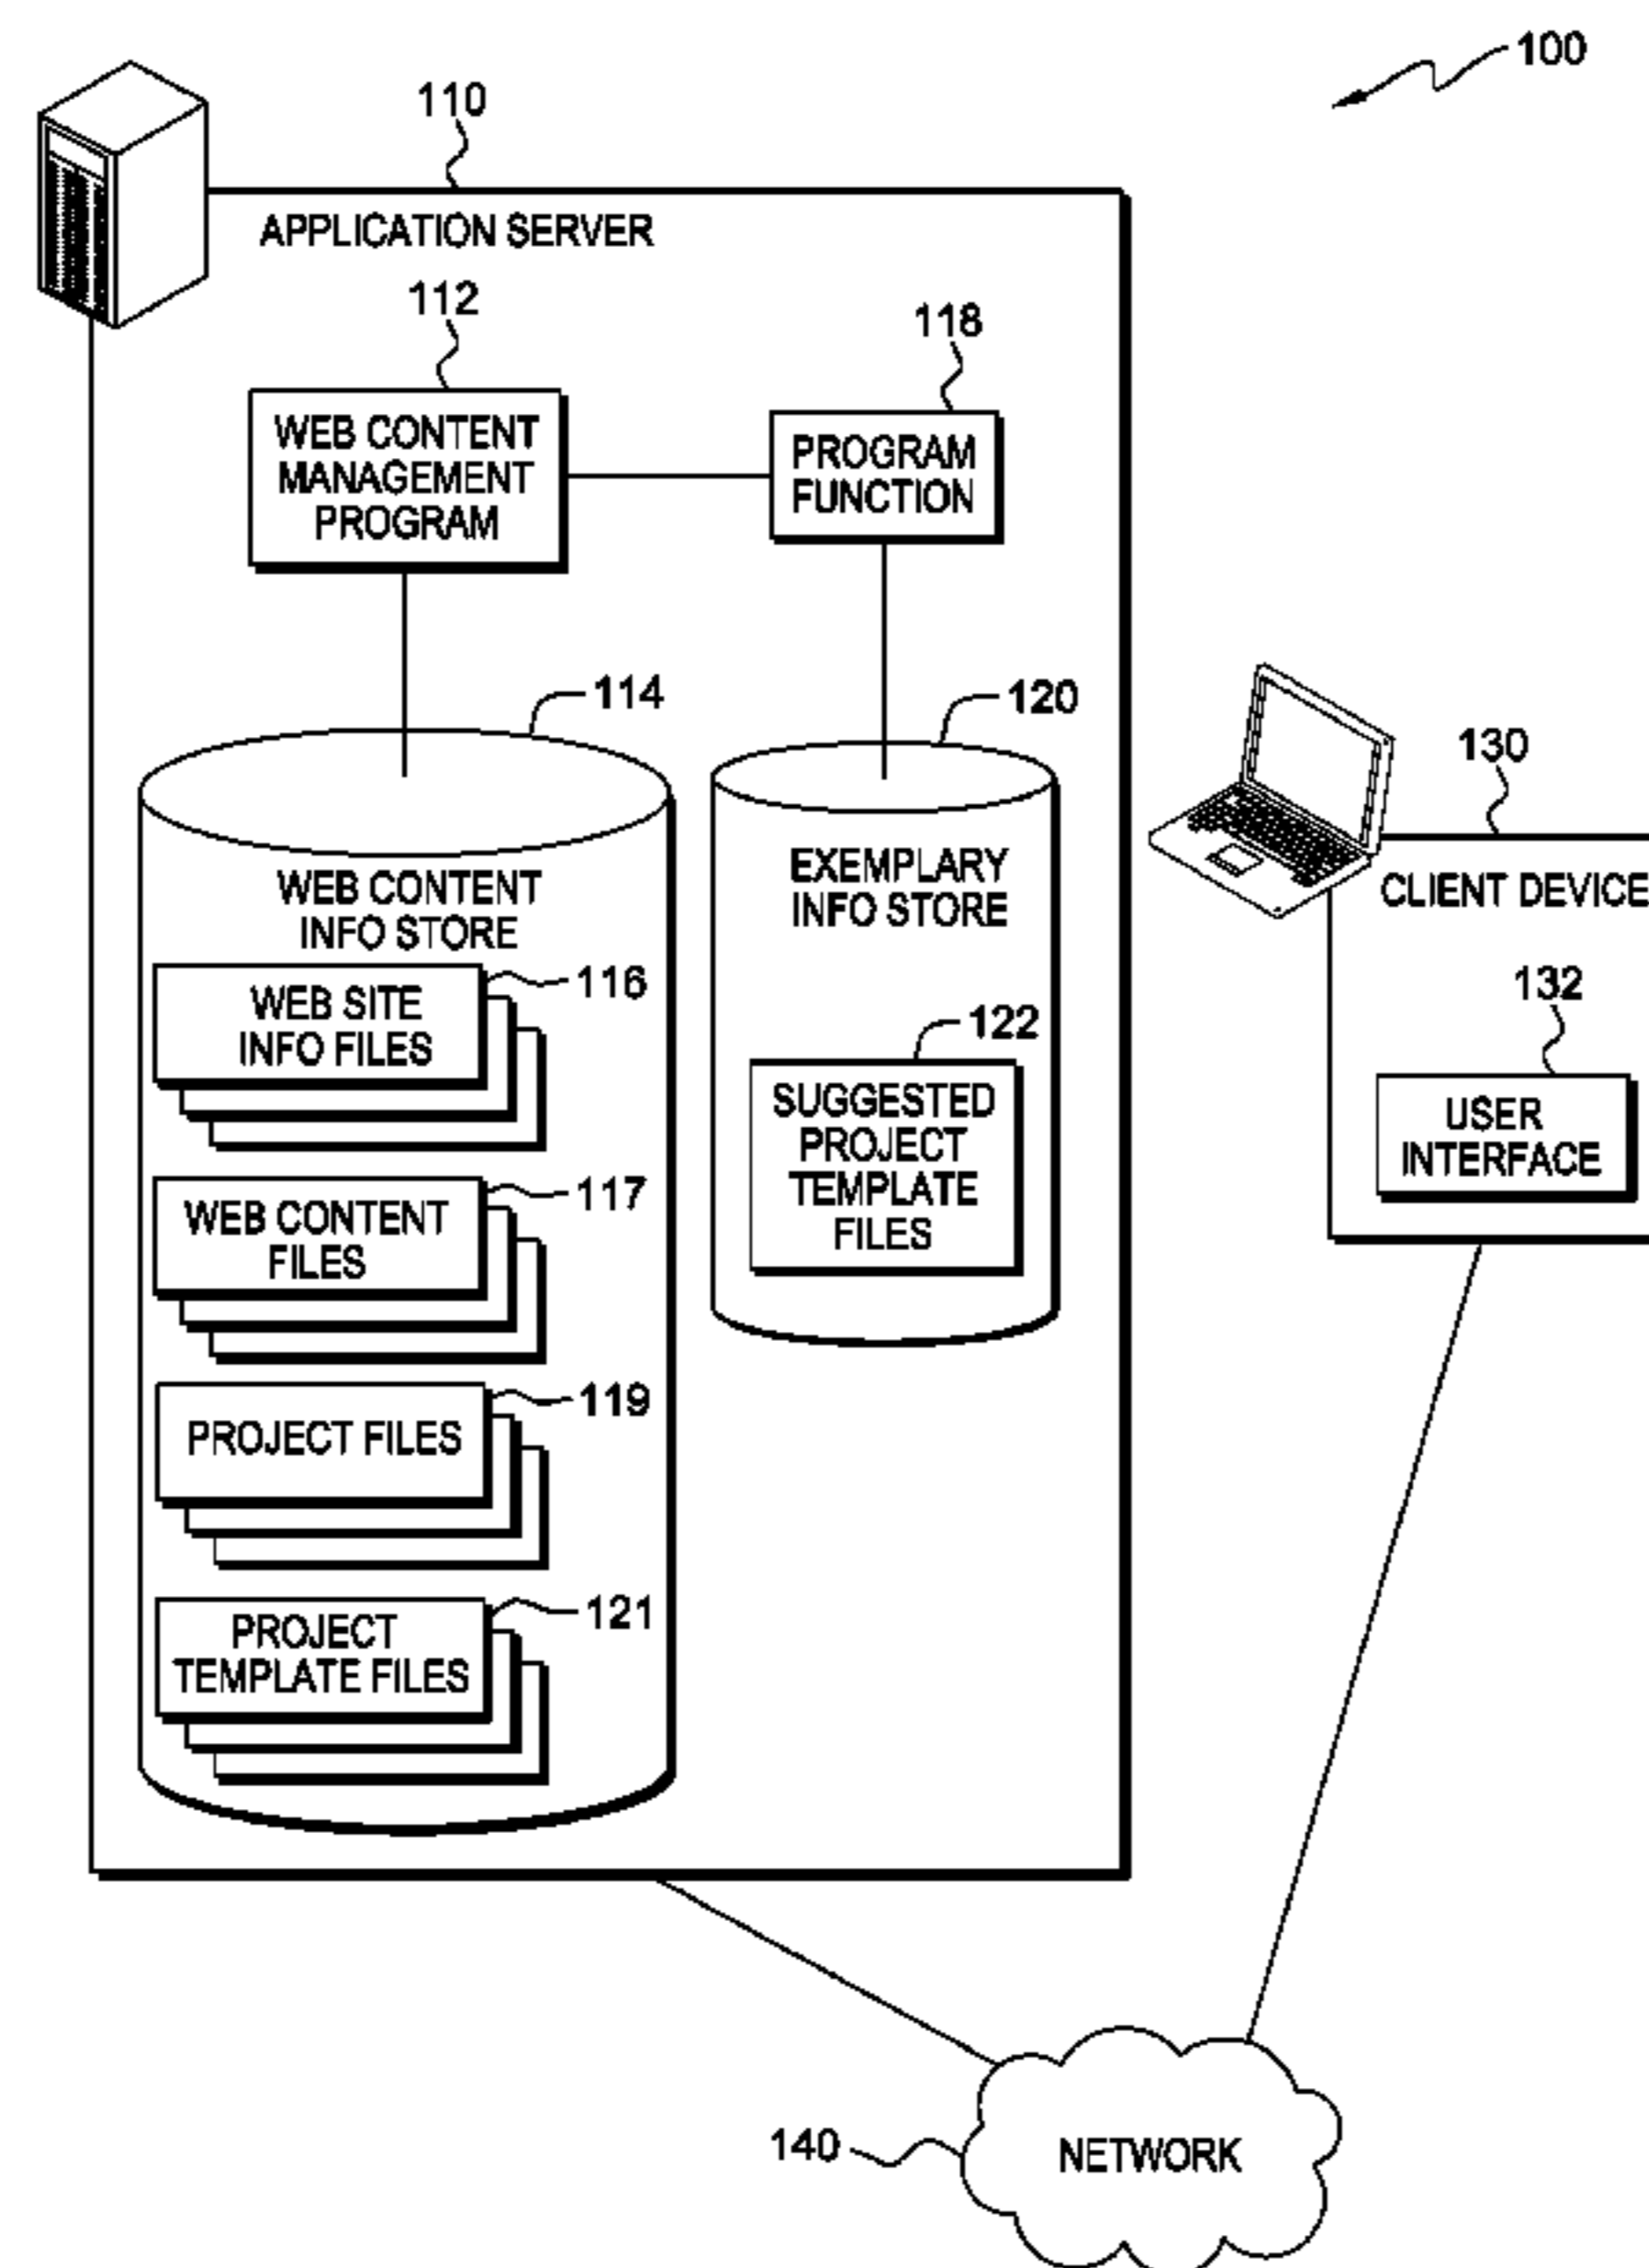 100
110
APPLICATION SERVER
112
118
WEB CONTENT
MANAGEMENT
PROGRAM
PROGRAM
FUNCTION
114
120
130
WEB CONTENT
INFO STORE
EXEMPLARY
INFO STORE
CLIENT DEVICE
116
WEB SITE
INFO FILES
122
132
SUGGESTED
PROJECT
TEMPLATE
FILES
USER
INTERFACE
117
WEB CONTENT
FILES
119
PROJECT FILES
121
PROJECT
TEMPLATE FILES
140
NETWORK